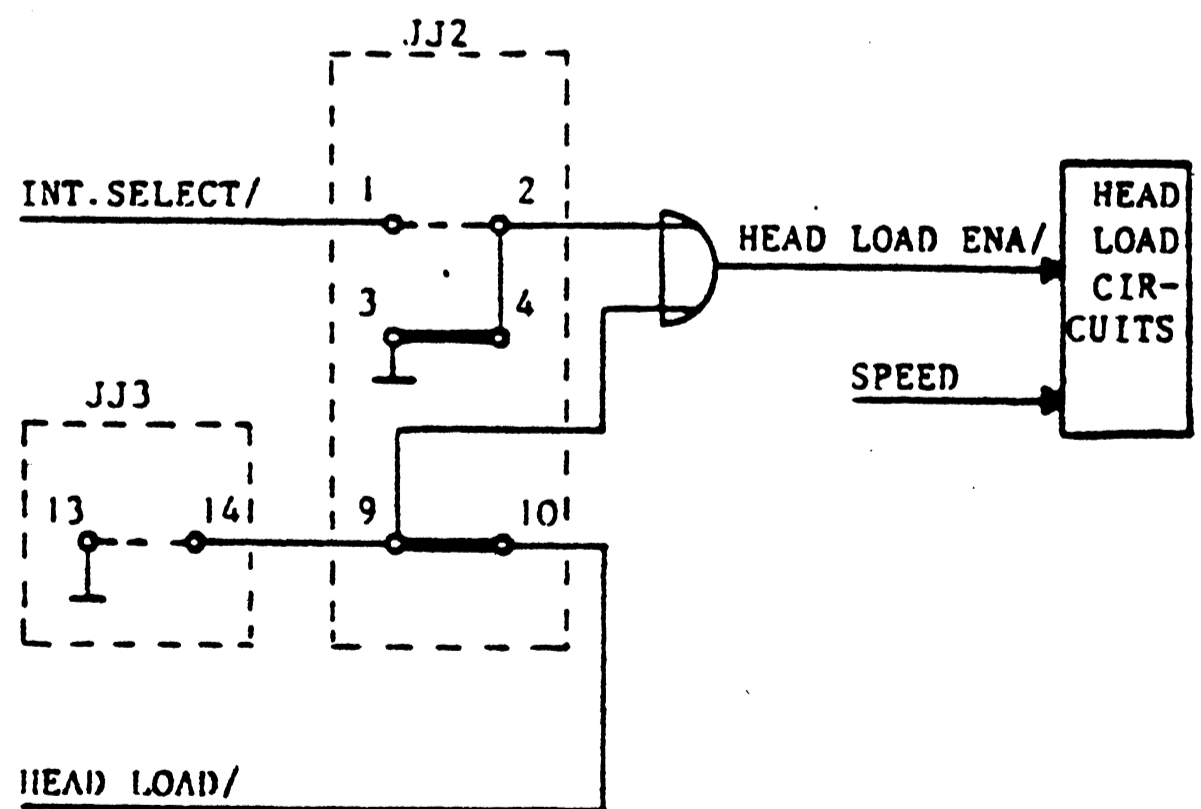 JJ2
INT.SELECT/
1
2
HEAD LOAD ENA/
HEAD
LOAD
CIR-
CUITS
3
4
SPEED
JJ3
13
14
9
10
HEAD LOAD/